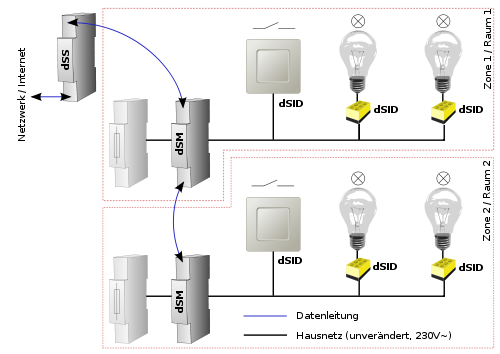 dSS
Netzwerk / Internet
Zone 1 / Raum 1
dSM
dSID
dSID
dSID
Zone 2 / Raum 2
dSM
dSID
dSID
dSID
Datenleitung
Hausnetz (unverändert, 230V~)